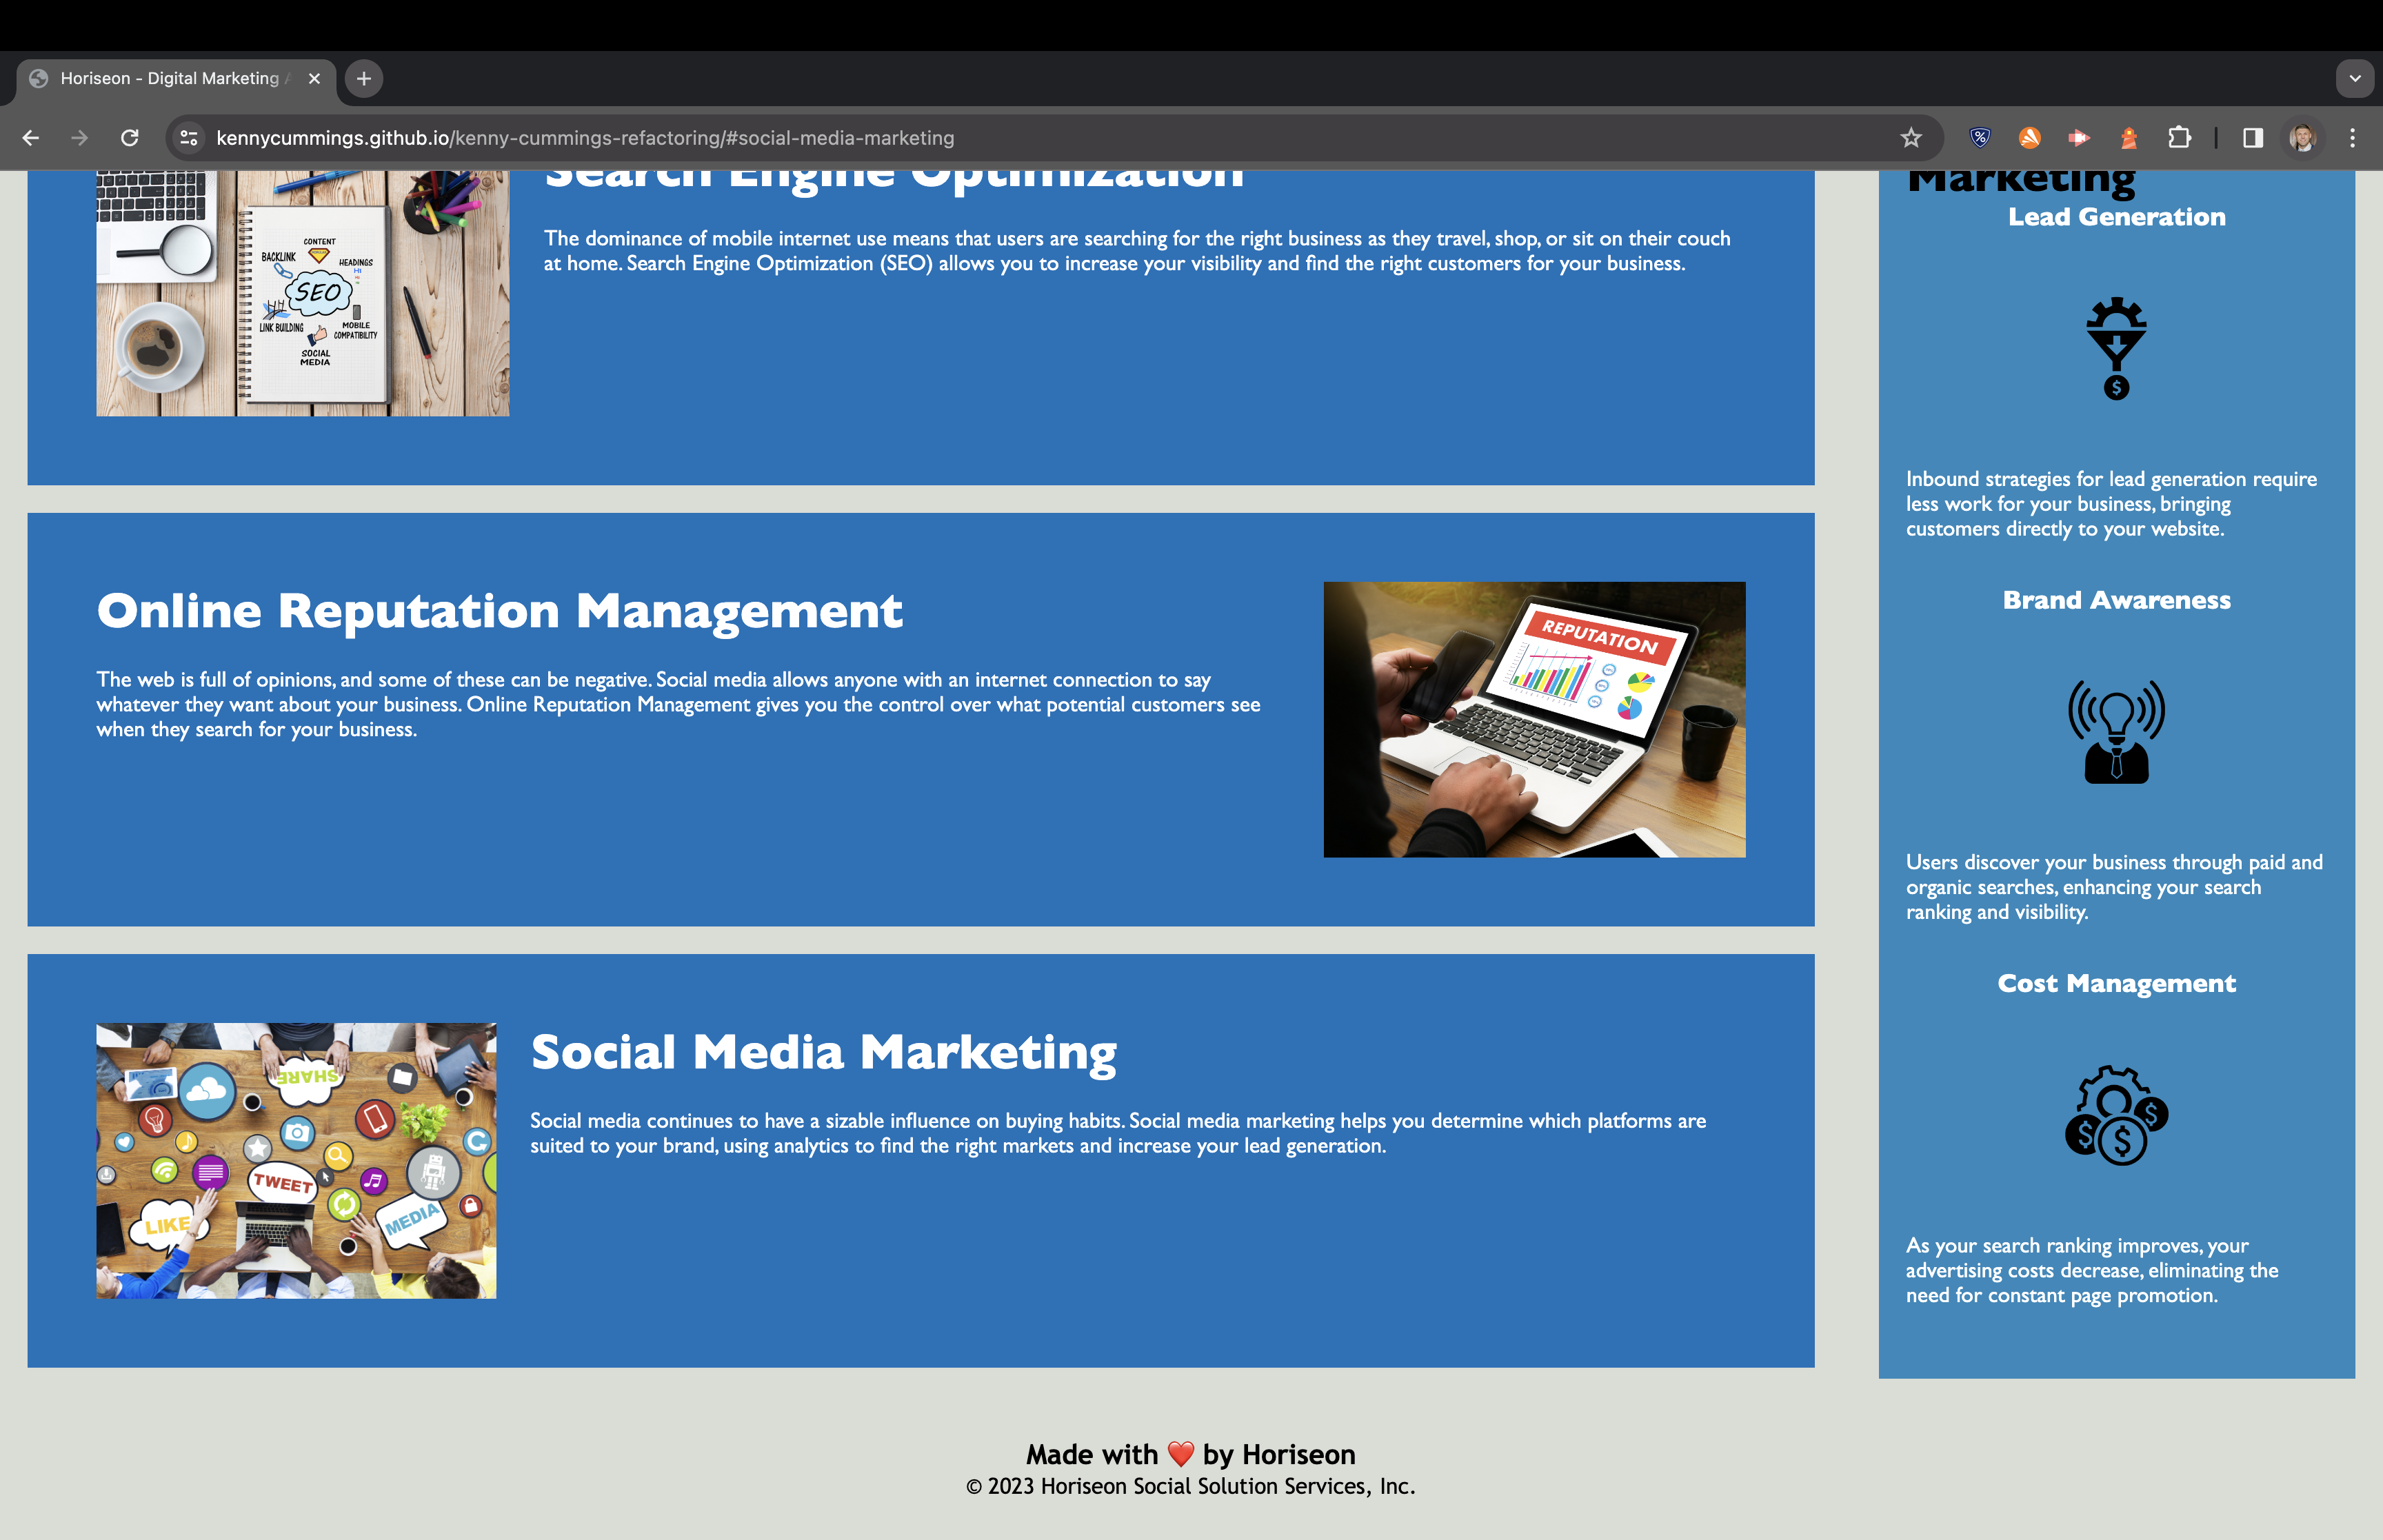 Horiseon - Digital Marketing A
kennycummings.github.io/kenny-cummings-refactoring/#social-media-marketing
Search Engine Optimization
The dominance of mobile internet use means that users are searching for the right business as they travel, shop, or sit on their couch
at home. Search Engine Optimization (SEO) allows you to increase your visibility and find the right customers for your business.
CONTENT
BACKLINK
HEADINGS
H1
SEO
LINK BUILDING
MOBILE
COMPATIBILITY
SOCIAL
MEDIA
Online Reputation Management
The web is full of opinions, and some of these can be negative. Social media allows anyone with an internet connection to say
whatever they want about your business. Online Reputation Management gives you the control over what potential customers see
when they search for your business.
REPUTATION
Social Media Marketing
Social media continues to have a sizable influence on buying habits. Social media marketing helps you determine which platforms are
suited to your brand, using analytics to find the right markets and increase your lead generation.
SHARE
TWEET
LIKE
MEDIA
Marketing
Lead Generation
$
Inbound strategies for lead generation require
less work for your business, bringing
customers directly to your website.
Brand Awareness
Users discover your business through paid and
organic searches, enhancing your search
ranking and visibility.
Cost Management
$
$ $
As your search ranking improves, your
advertising costs decrease, eliminating the
need for constant page promotion.
Made with ❤️ by Horiseon
© 2023 Horiseon Social Solution Services, Inc.